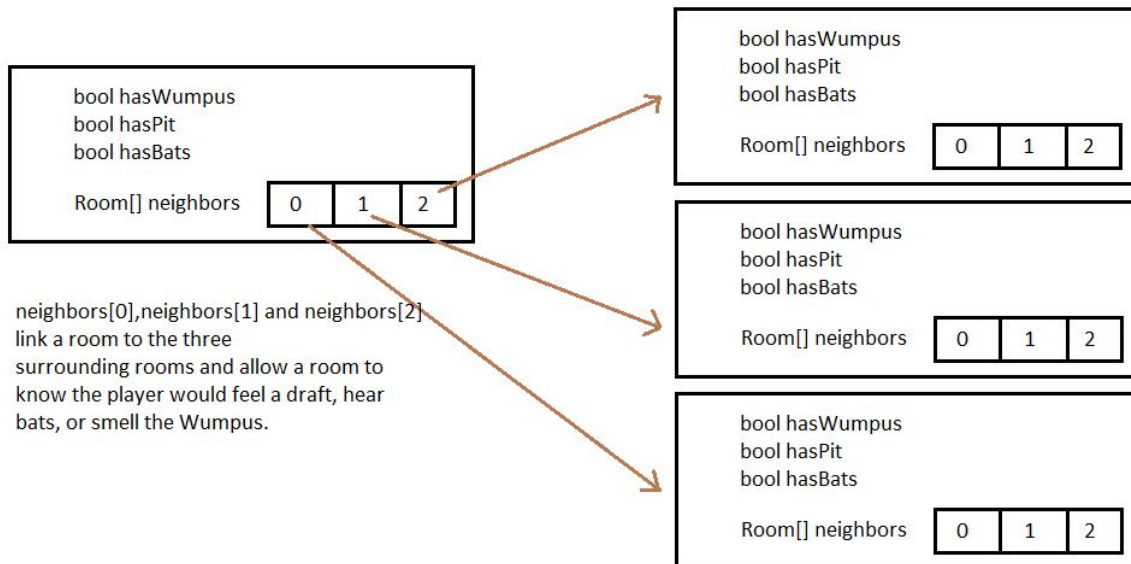 bool hasWumpus
bool hasPit
bool hasBats
Room[] neighbors 0 1 2
neighbors[0],neighbors[1] and neighbors[2]
link a room to the three
surrounding rooms and allow a room to
know the player would feel a draft, hear
bats, or smell the Wumpus.
bool hasWumpus
bool hasPit
bool hasBats
Room[] neighbors 0 1 2
bool hasWumpus
bool hasPit
bool hasBats
Room[] neighbors 0 1 2
bool hasWumpus
bool hasPit
bool hasBats
Room[] neighbors 0 1 2